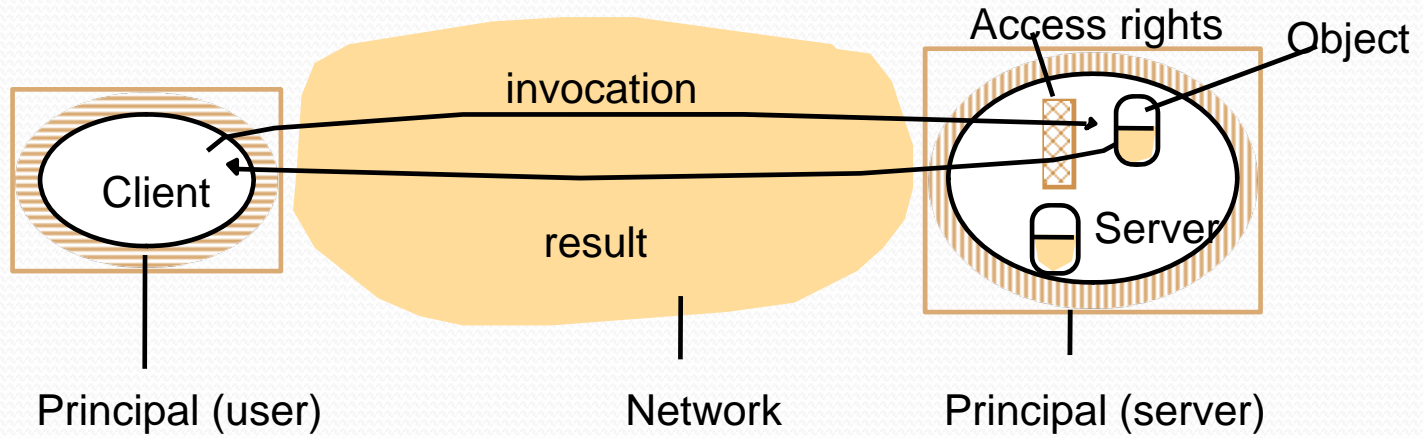 Access rights
Object
invocation
Client
Server
result
Principal (user)
Network
Principal (server)